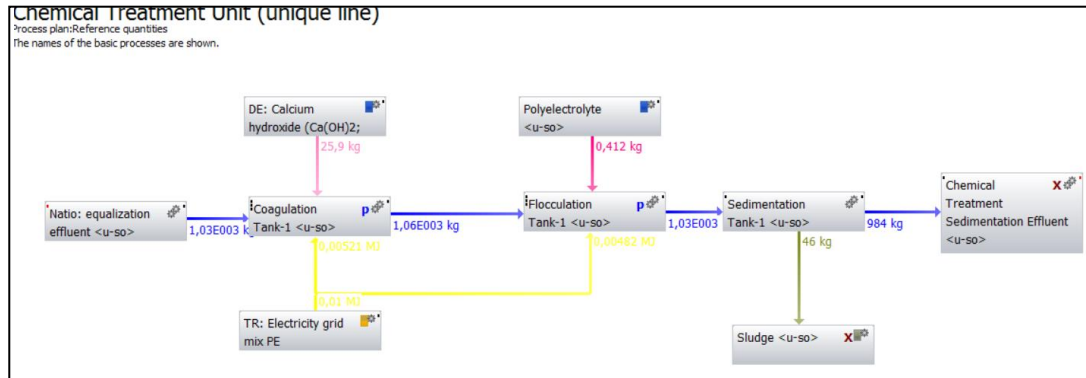 Chemical Treatment Unit (unique line)
Process plan:Reference quantities
The names of the basic processes are shown.
DE: Calcium
hydroxide (Ca(OH)2;
Polyelectrolyte
<u-so>
25,9 kg
0,412 kg
Natio: equalization
effluent <u-so>
1,03E003 kg
Coagulation p
Tank-1 <u-so>
1,06E003 kg
Flocculation p
Tank-1 <u-so>
1,03E003
Sedimentation
Tank-1 <u-so>
984 kg
Chemical X
Treatment
Sedimentation Effluent
<u-so>
0,00521 MJ
0,00482 MJ
46 kg
0,01 MJ
TR: Electricity grid
mix PE
Sludge <u-so> X